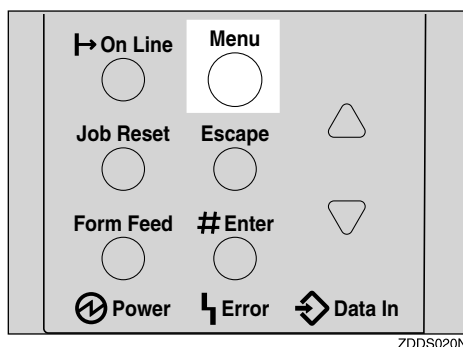 On Line Menu
Job Reset Escape
Form Feed # Enter
Power Error Data In
ZDDS020N